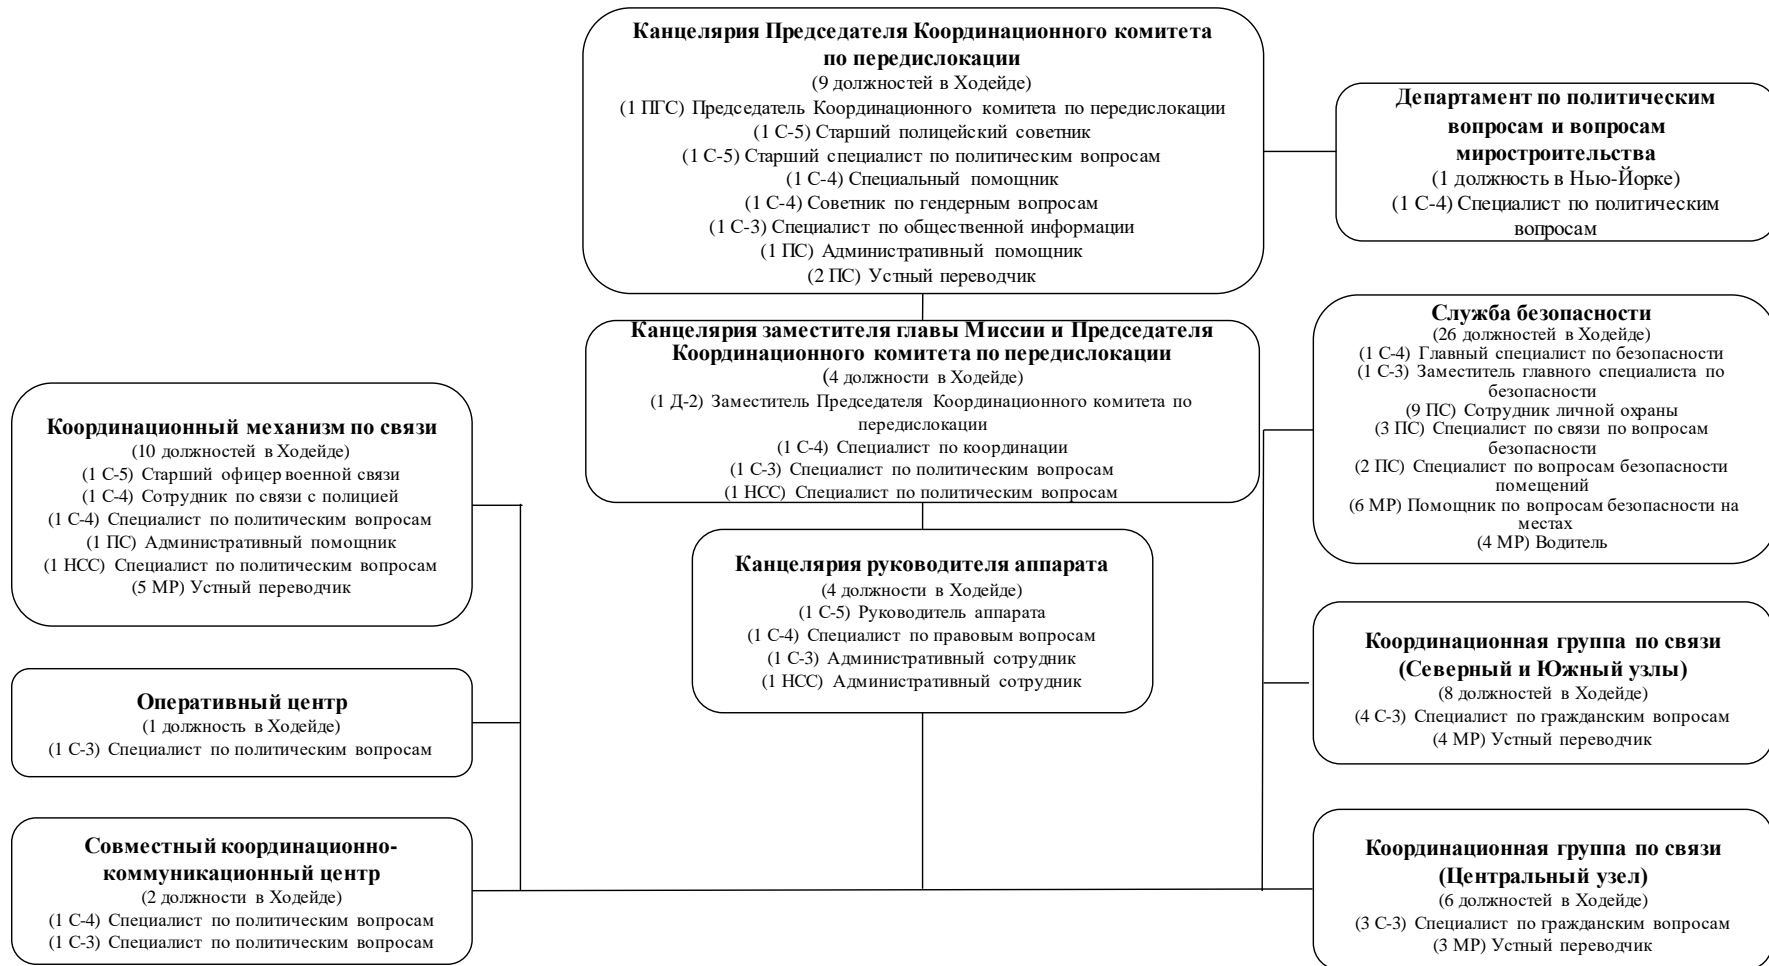 Канцелярия Председателя Координационного комитета
по передислокации
(9 должностей в Ходейде)
(1 ПГС) Председатель Координационного комитета по передислокации
(1 С-5) Старший полицейский советник
(1 С-5) Старший специалист по политическим вопросам
(1 С-4) Специальный помощник
(1 С-4) Советник по гендерным вопросам
(1 С-3) Специалист по общественной информации
(1 ПС) Административный помощник
(2 ПС) Устный переводчик
Департамент по политическим
вопросам и вопросам
миростроительства
(1 должность в Нью-Йорке)
(1 С-4) Специалист по политическим
вопросам
Канцелярия заместителя главы Миссии и Председателя
Координационного комитета по передислокации
(4 должности в Ходейде)
(1 Д-2) Заместитель Председателя Координационного комитета по
передислокации
(1 С-4) Специалист по координации
(1 С-3) Специалист по политическим вопросам
(1 НСС) Специалист по политическим вопросам
Служба безопасности
(26 должностей в Ходейде)
(1 С-4) Главный специалист по безопасности
(1 С-3) Заместитель главного специалиста по
безопасности
(9 ПС) Сотрудник личной охраны
(3 ПС) Специалист по связи по вопросам
безопасности
(2 ПС) Специалист по вопросам безопасности
помещений
(6 МР) Помощник по вопросам безопасности на
местах
(4 МР) Водитель
Координационный механизм по связи
(10 должностей в Ходейде)
(1 С-5) Старший офицер военной связи
(1 С-4) Сотрудник по связи с полицией
(1 С-4) Специалист по политическим вопросам
(1 ПС) Административный помощник
(1 НСС) Специалист по политическим вопросам
(5 МР) Устный переводчик
Канцелярия руководителя аппарата
(4 должности в Ходейде)
(1 С-5) Руководитель аппарата
(1 С-4) Специалист по правовым вопросам
(1 С-3) Административный сотрудник
(1 НСС) Административный сотрудник
Координационная группа по связи
(Северный и Южный узлы)
(8 должностей в Ходейде)
(4 С-3) Специалист по гражданским вопросам
(4 МР) Устный переводчик
Оперативный центр
(1 должность в Ходейде)
(1 С-3) Специалист по политическим вопросам
Совместный координационно-
коммуникационный центр
(2 должности в Ходейде)
(1 С-4) Специалист по политическим вопросам
(1 С-3) Специалист по политическим вопросам
Координационная группа по связи
(Центральный узел)
(6 должностей в Ходейде)
(3 С-3) Специалист по гражданским вопросам
(3 МР) Устный переводчик